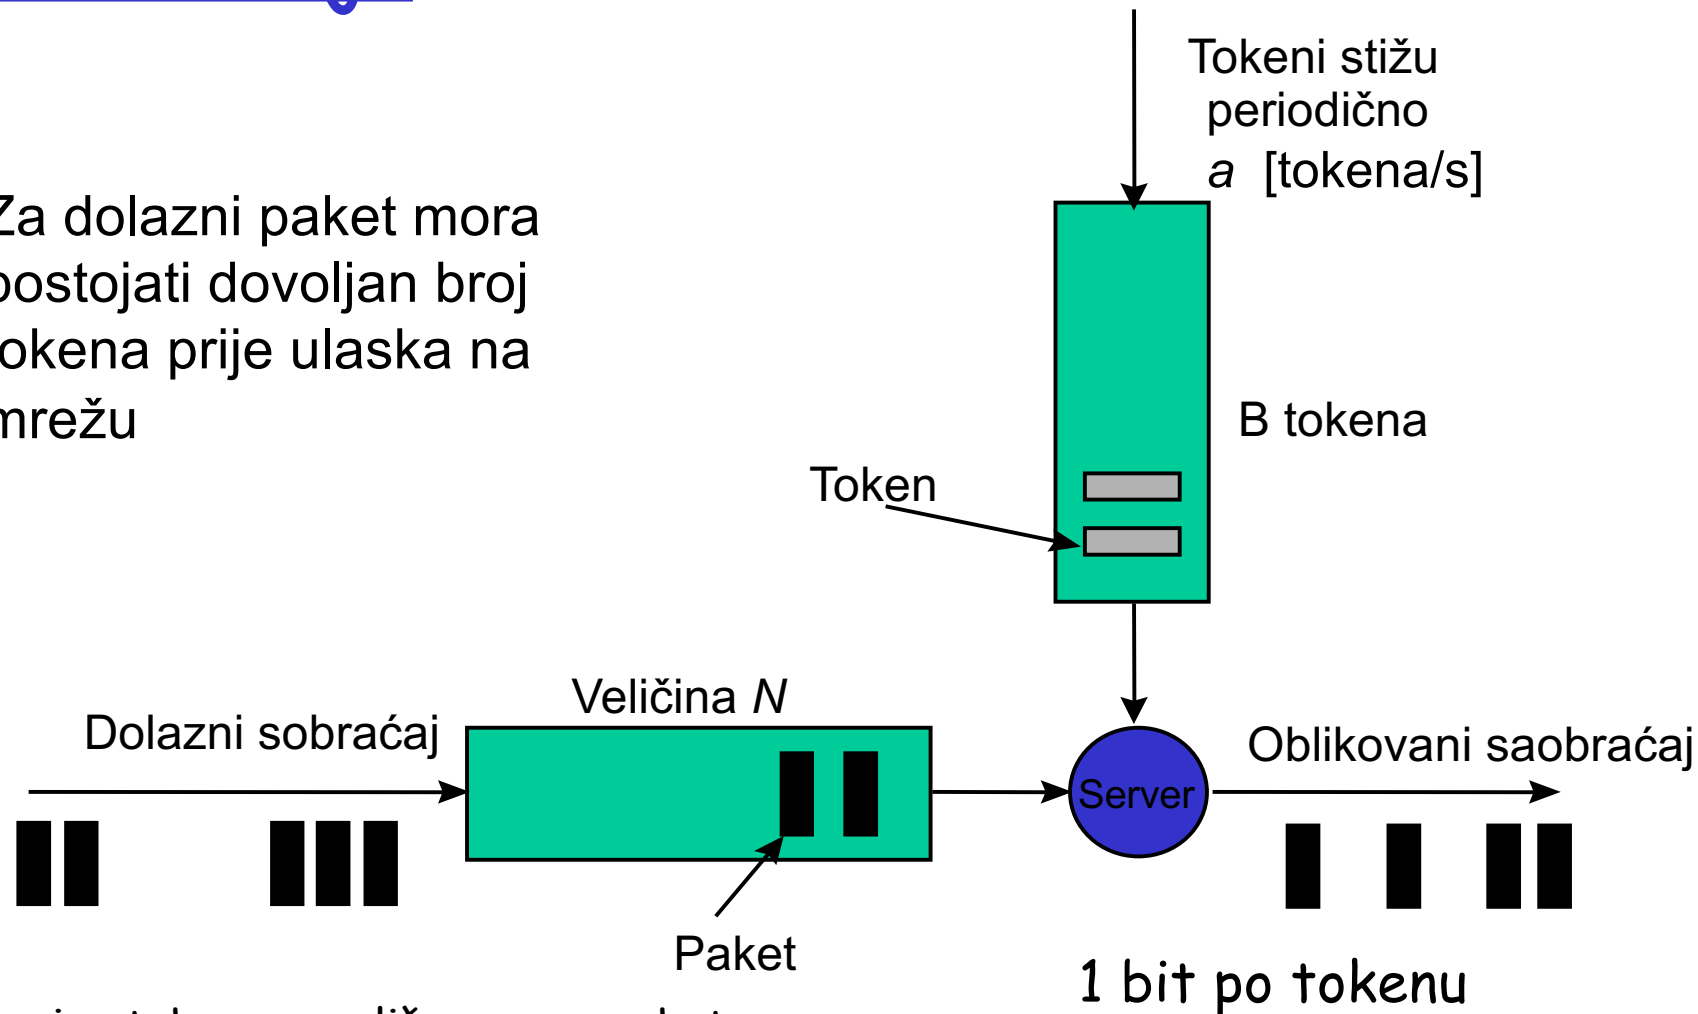 Tokeni stižu
periodično
a [tokena/s]
Za dolazni paket mora
postojati dovoljan broj
tokena prije ulaska na
mrežu
B tokena
Token
Veličina N
Dolazni sobraćaj
Oblikovani saobraćaj
Server
Paket
1 bit po tokenu